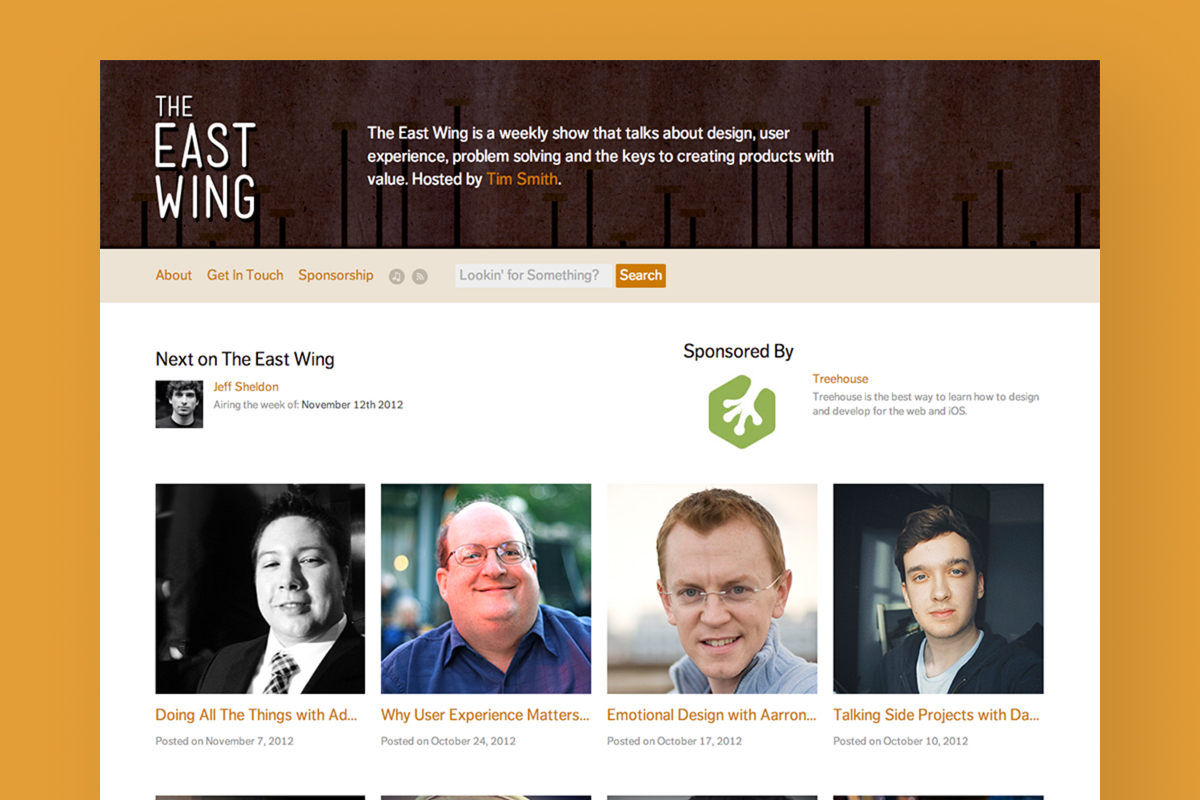 THE
EAST
WING
The East Wing is a weekly show that talks about design, user
experience, problem solving and the keys to creating products with
value. Hosted by Tim Smith.
About Get In Touch Sponsorship Lookin' for Something? Search
Next on The East Wing
Jeff Sheldon
Airing the week of: November 12th 2012
Sponsored By
Treehouse
Treehouse is the best way to learn how to design
and develop for the web and iOS.
Doing All The Things with Ad...
Posted on November 7, 2012
Why User Experience Matters...
Posted on October 24, 2012
Emotional Design with Aarron...
Posted on October 17, 2012
Talking Side Projects with Da...
Posted on October 10, 2012